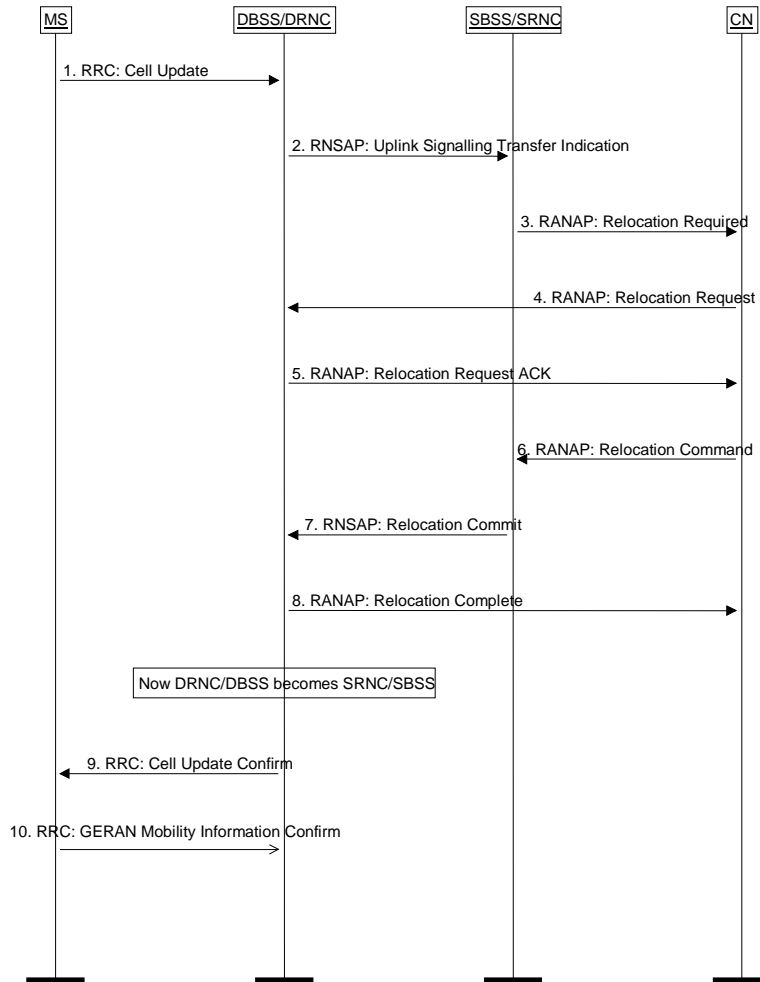 MS
DBSS/DRNC
SBSS/SRNC
CN
1. RRC: Cell Update
2. RNSAP: Uplink Signalling Transfer Indication
3. RANAP: Relocation Required
4. RANAP: Relocation Request
5. RANAP: Relocation Request ACK
6. RANAP: Relocation Command
7. RNSAP: Relocation Commit
8. RANAP: Relocation Complete
Now DRNC/DBSS becomes SRNC/SBSS
9. RRC: Cell Update Confirm
10. RRC: GERAN Mobility Information Confirm